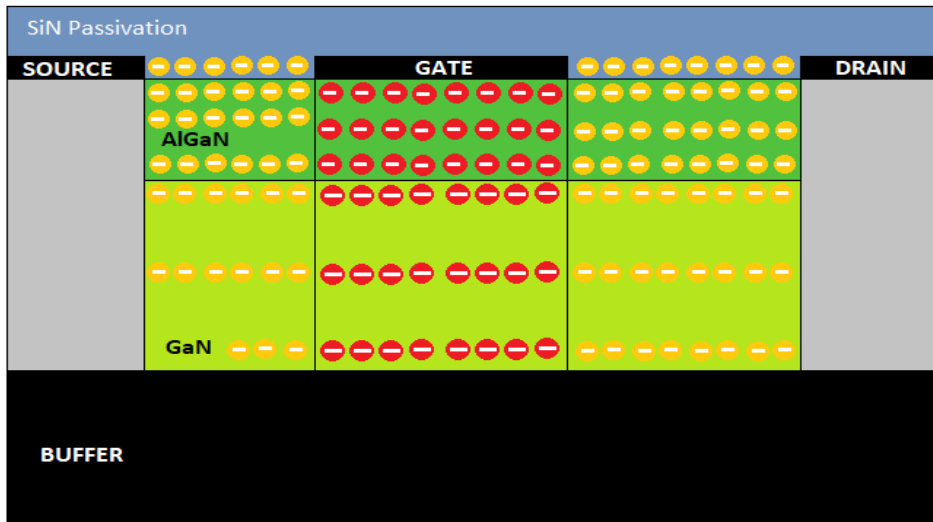 SiN Passivation
SOURCE
GATE
DRAIN
AlGaN
GaN
BUFFER